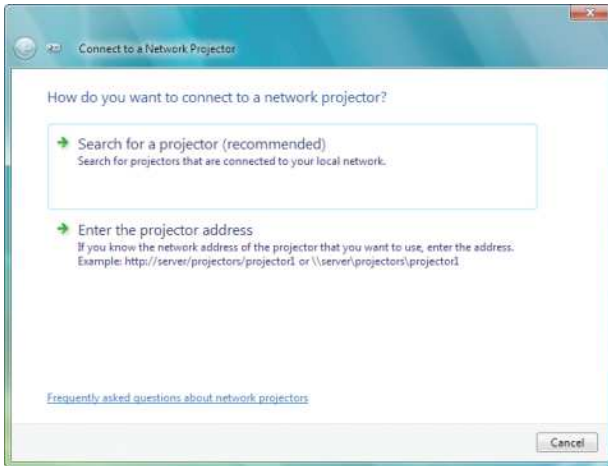 Connect to a Network Projector
How do you want to connect to a network projector?
Search for a projector (recommended)
Search for projectors that are connected to your local network.
Enter the projector address
If you know the network address of the projector that you want to use, enter the address.
Example: http://server/projectors/projector1 or \\server\projectors\projector1
Frequently asked questions about network projectors
Cancel